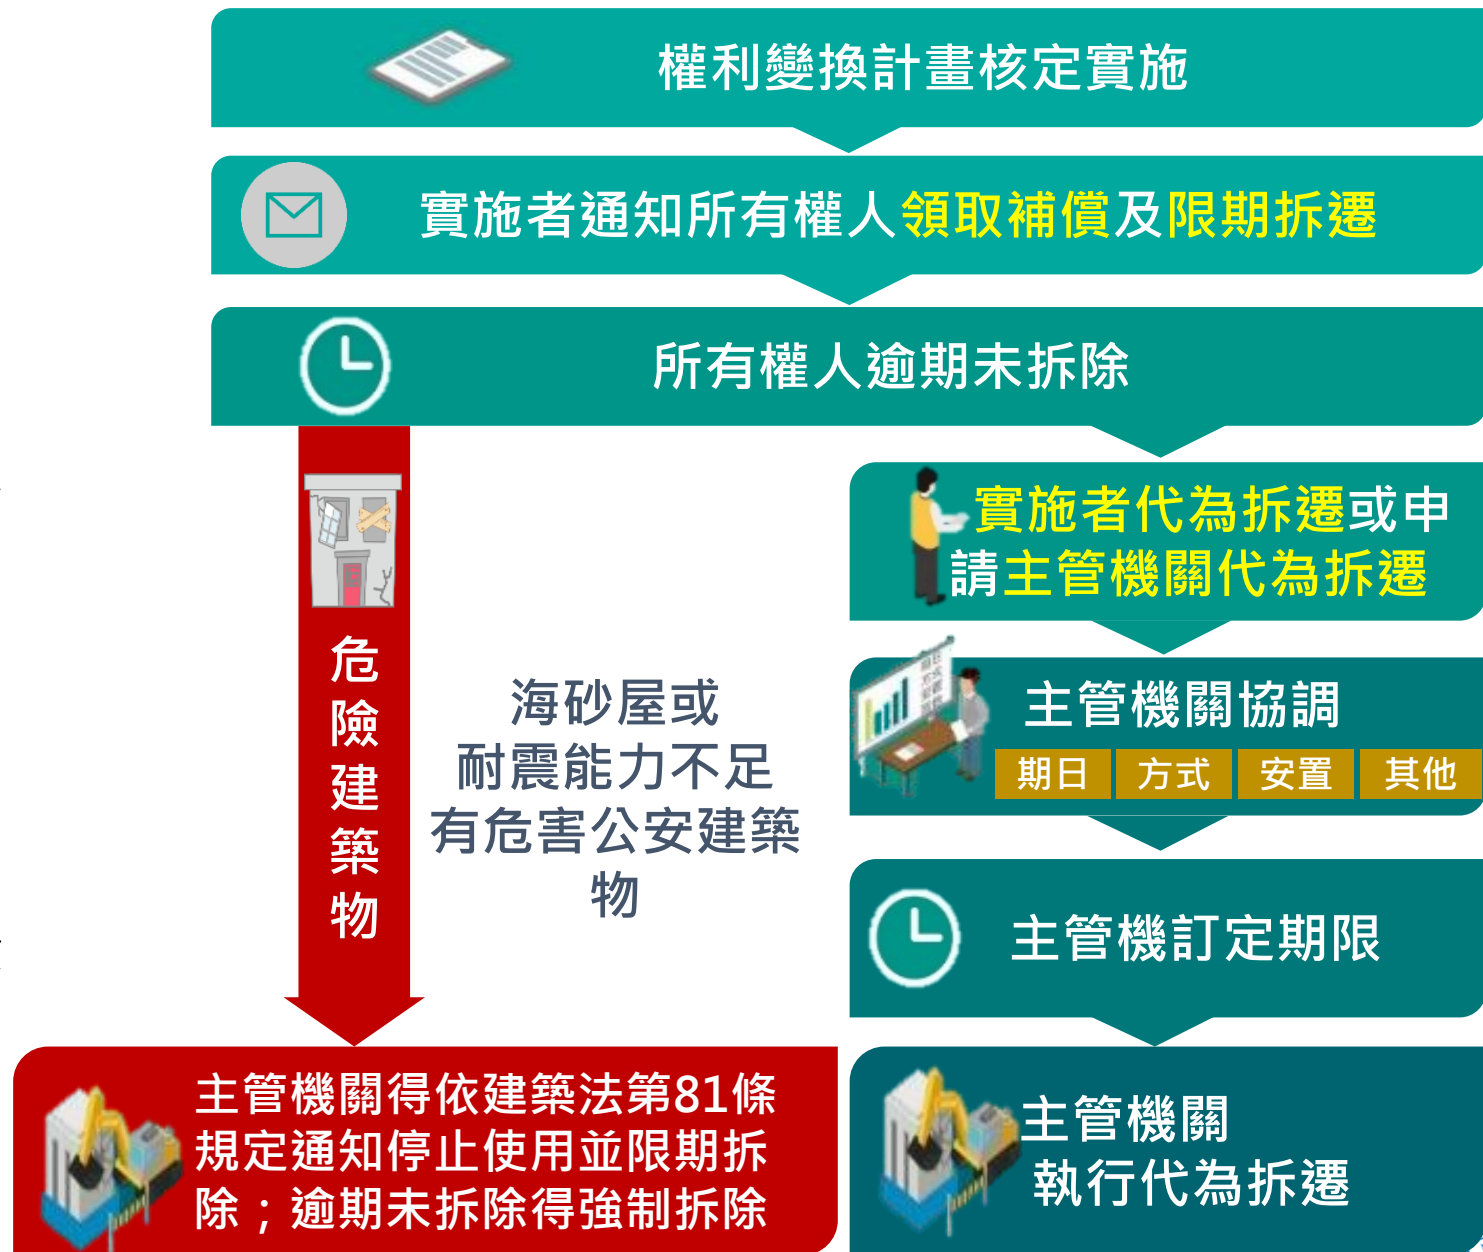 權利變換計畫核定實施
實施者通知所有權人領取補償及限期拆遷
所有權人逾期未拆除
危險建築物
海砂屋或
耐震能力不足
有危害公安建築
物
主管機關得依建築法第81條
規定通知停止使用並限期拆
除；逾期未拆除得強制拆除
實施者代為拆遷或申
請主管機關代為拆遷
主管機關協調
期日 方式 安置 其他
主管機訂定期限
主管機關
執行代為拆遷